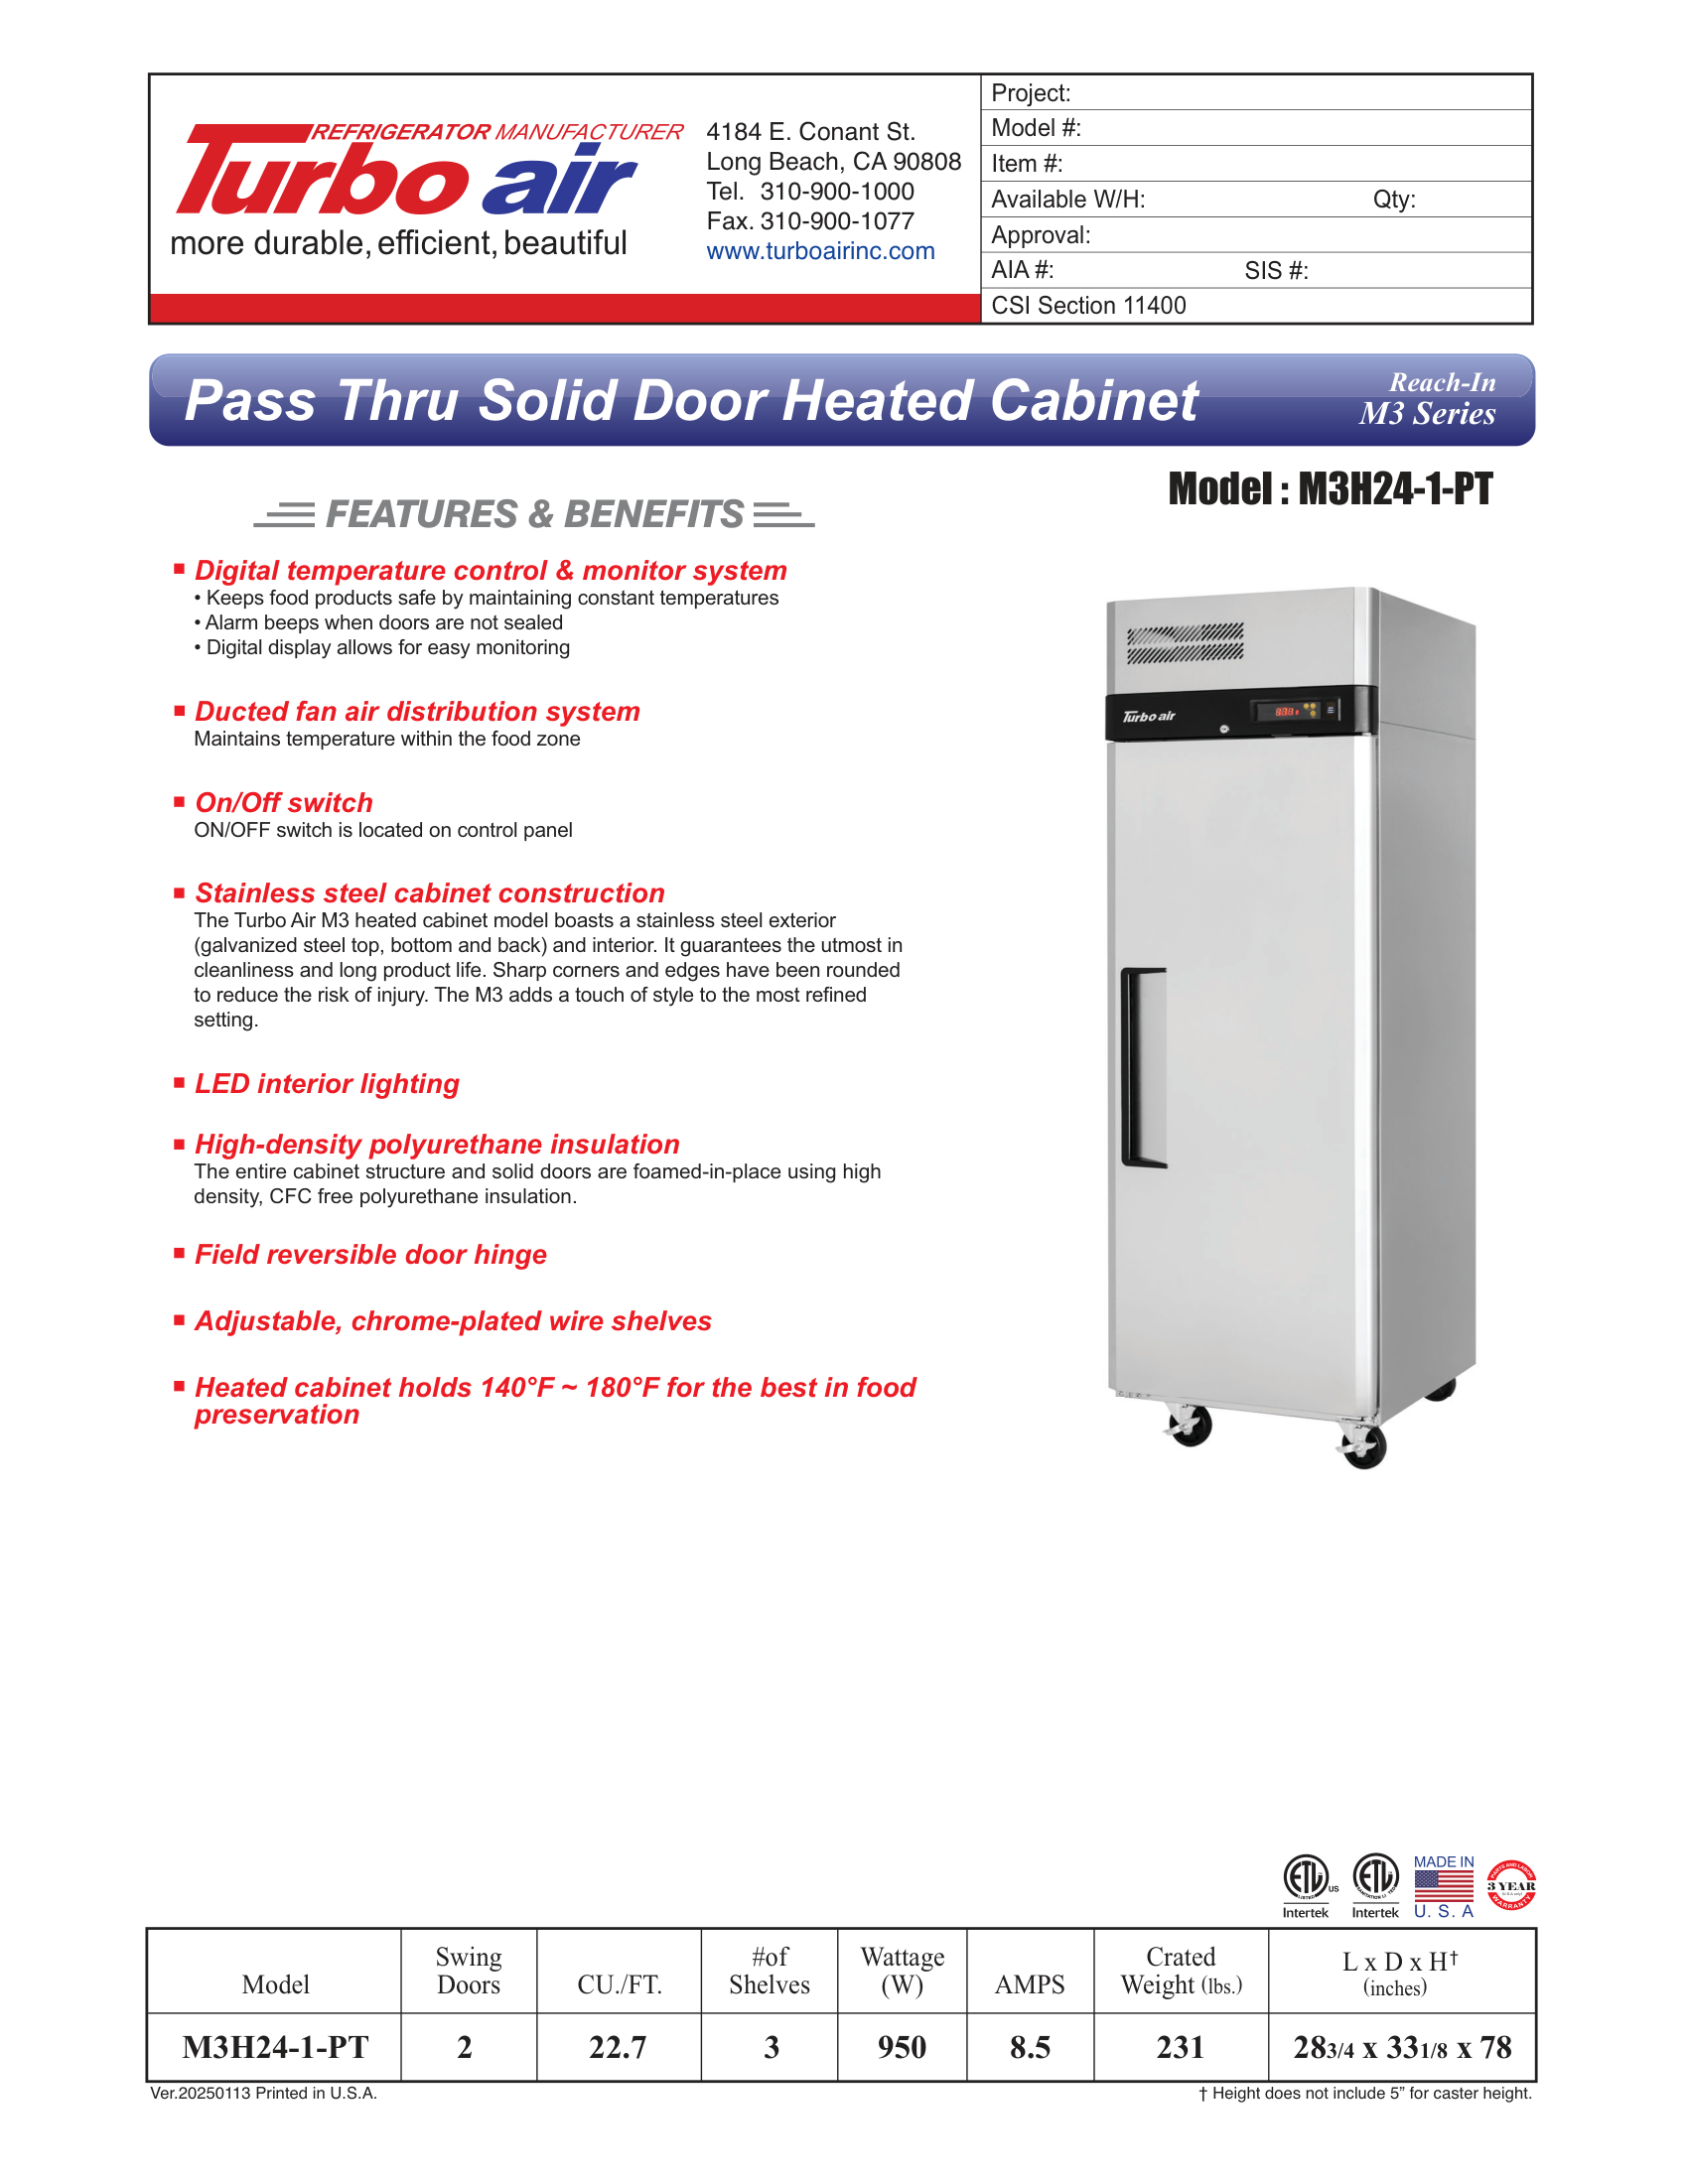 REFRIGERATOR MANUFACTURER
Turbo air
more durable, efficient, beautiful
4184 E. Conant St.
Long Beach, CA 90808
Tel. 310-900-1000
Fax. 310-900-1077
www.turboairinc.com
Project:
Model #:
Item #:
Available W/H: Qty:
Approval:
AIA #: SIS #:
CSI Section 11400
Pass Thru Solid Door Heated Cabinet
Reach-In
M3 Series
Model : M3H24-1-PT
FEATURES & BENEFITS
Digital temperature control & monitor system
• Keeps food products safe by maintaining constant temperatures
• Alarm beeps when doors are not sealed
• Digital display allows for easy monitoring
Ducted fan air distribution system
Maintains temperature within the food zone
On/Off switch
ON/OFF switch is located on control panel
Stainless steel cabinet construction
The Turbo Air M3 heated cabinet model boasts a stainless steel exterior
(galvanized steel top, bottom and back) and interior. It guarantees the utmost in
cleanliness and long product life. Sharp corners and edges have been rounded
to reduce the risk of injury. The M3 adds a touch of style to the most refined
setting.
LED interior lighting
High-density polyurethane insulation
The entire cabinet structure and solid doors are foamed-in-place using high
density, CFC free polyurethane insulation.
Field reversible door hinge
Adjustable, chrome-plated wire shelves
Heated cabinet holds 140°F ~ 180°F for the best in food
preservation
Turbo air
ETL LISTED US
Intertek
ETL
Intertek
MADE IN
U. S. A
PARTS AND LABOR
3 YEAR
WARRANTY
Model Swing Doors CU./FT. #of Shelves Wattage (W) AMPS Crated Weight (lbs.) L x D x H† (inches)
M3H24-1-PT 2 22.7 3 950 8.5 231 283/4 x 331/8 x 78
Ver.20250113 Printed in U.S.A.
† Height does not include 5” for caster height.